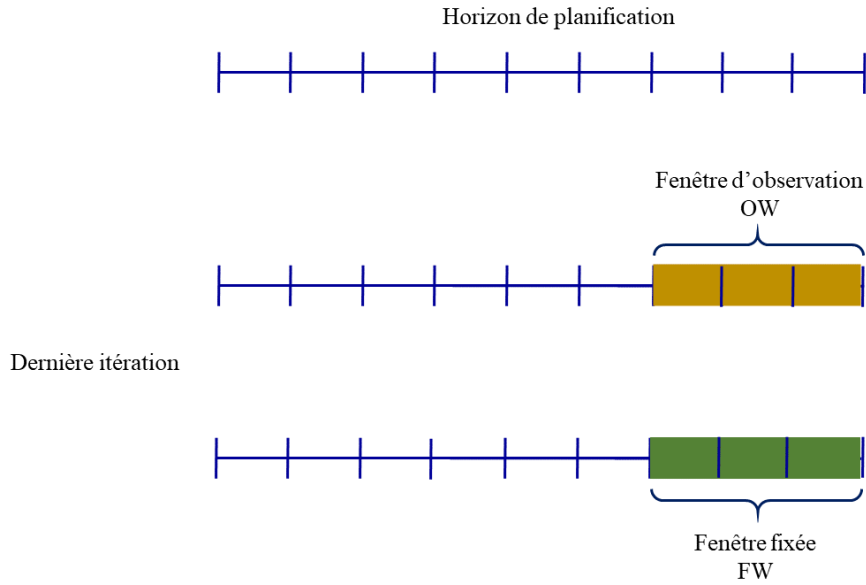 Horizon de planification
Fenêtre d'observation
OW
Dernière itération
Fenêtre fixée
FW